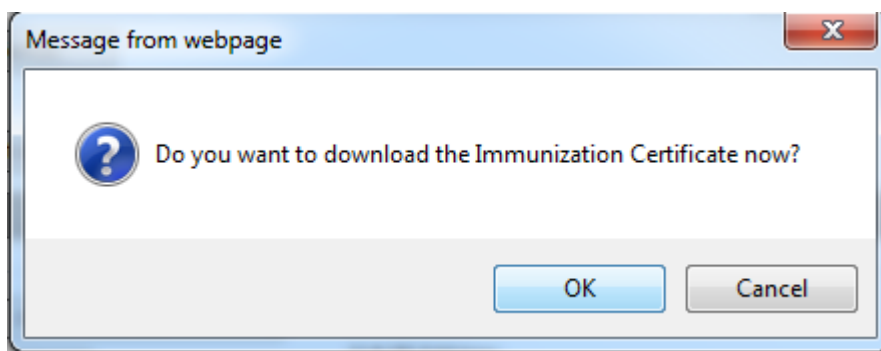 Message from webpage
Do you want to download the Immunization Certificate now?
OK
Cancel